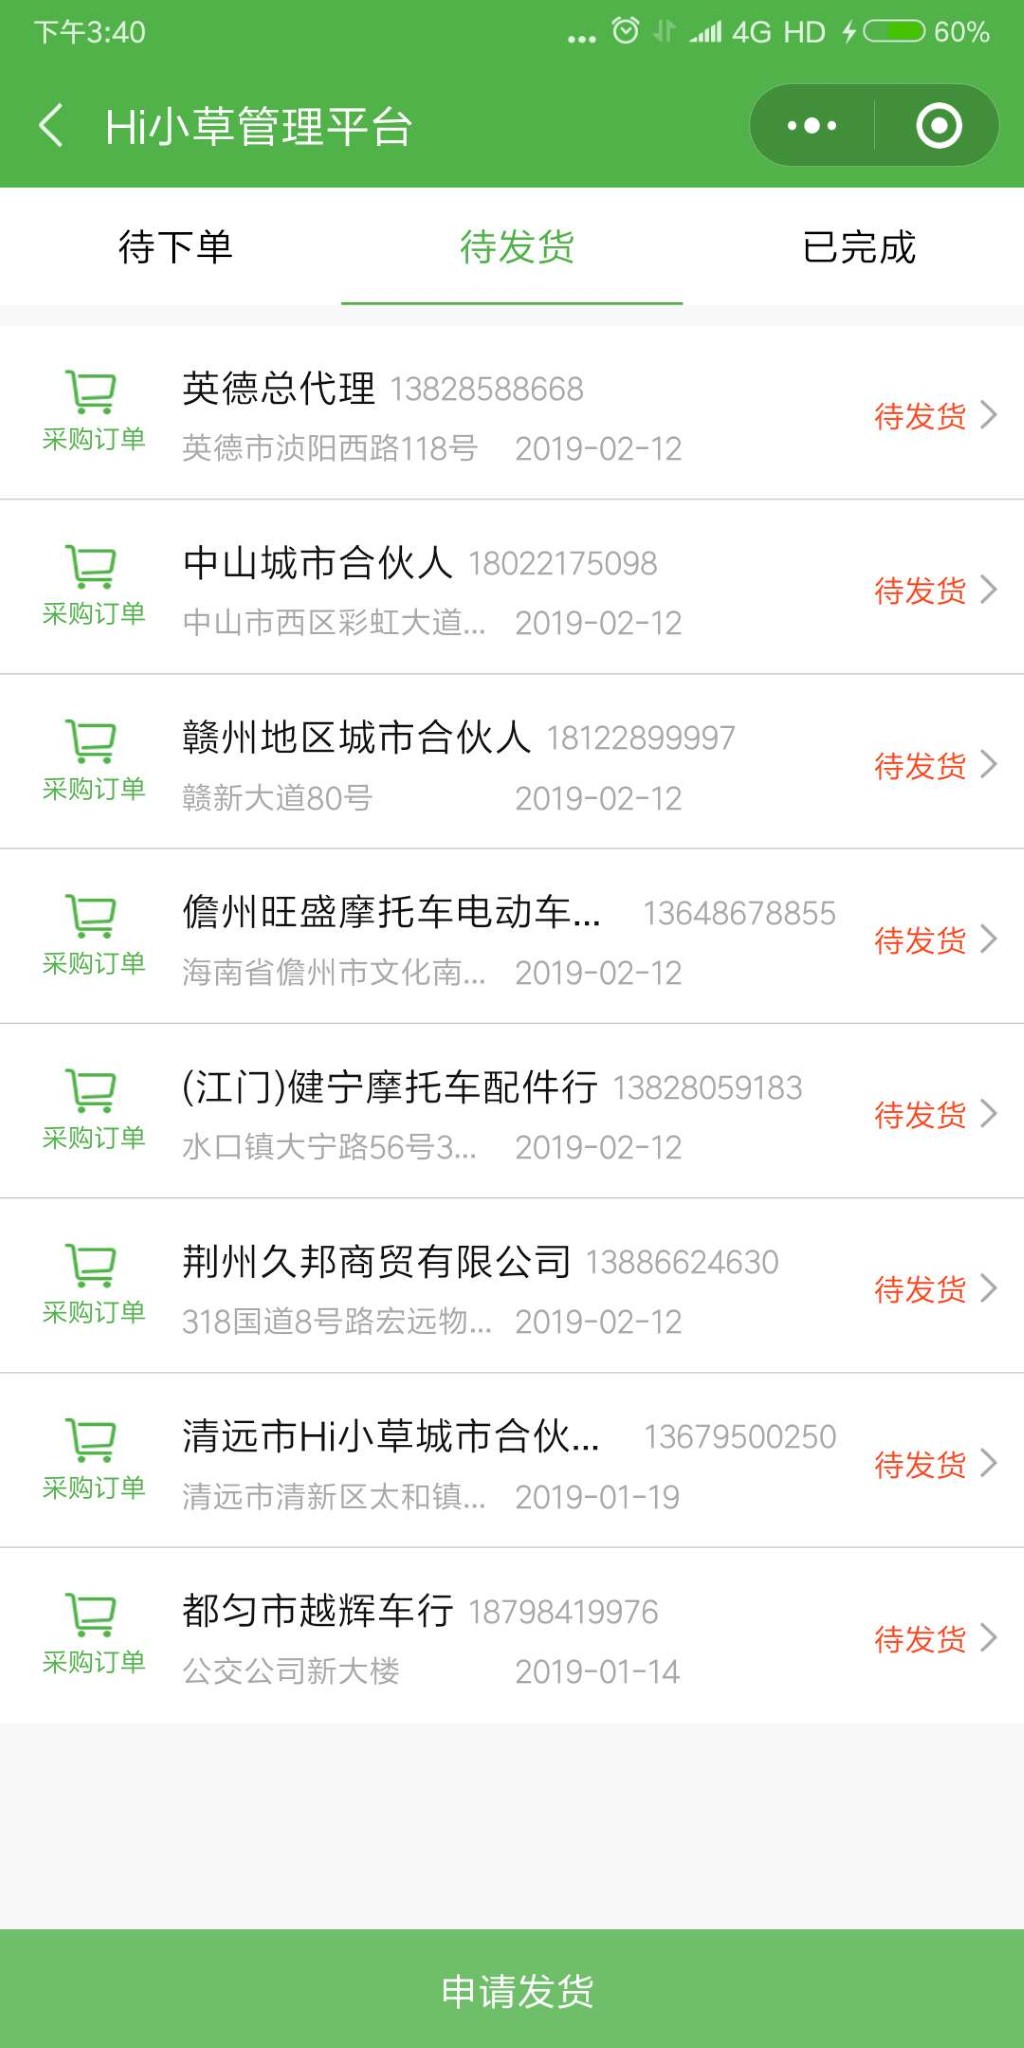 下午3:40 ... 4G HD 60%
Hi小草管理平台
待下单 待发货 已完成
英德总代理 13828588668
采购订单 待发货
英德市浈阳西路118号 2019-02-12
中山城市合伙人 18022175098
采购订单 待发货
中山市西区彩虹大道... 2019-02-12
赣州地区城市合伙人 18122899997
采购订单 待发货
赣新大道80号 2019-02-12
儋州旺盛摩托车电动车... 13648678855
采购订单 待发货
海南省儋州市文化南... 2019-02-12
(江门)健宁摩托车配件行 13828059183
采购订单 待发货
水口镇大宁路56号3... 2019-02-12
荆州久邦商贸有限公司 13886624630
采购订单 待发货
318国道8号路宏远物... 2019-02-12
清远市Hi小草城市合伙... 13679500250
采购订单 待发货
清远市清新区太和镇... 2019-01-19
都匀市越辉车行 18798419976
采购订单 待发货
公交公司新大楼 2019-01-14
申请发货